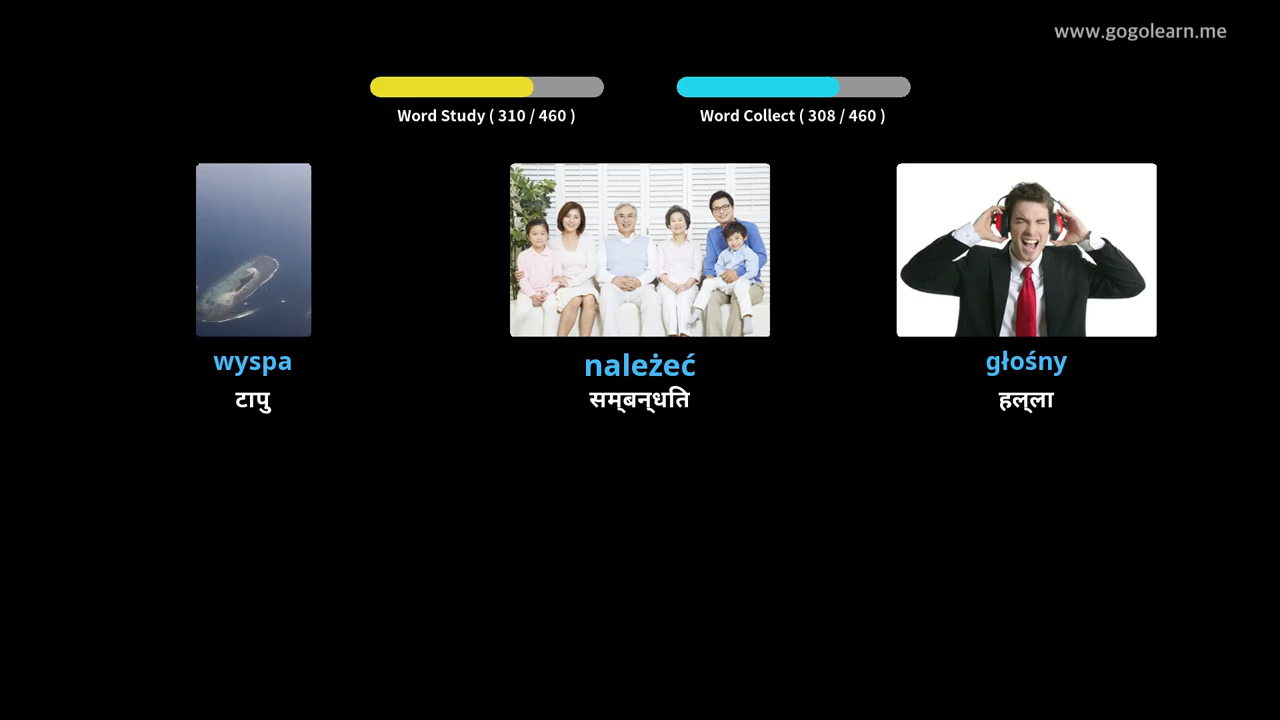 www.gogolearn.me
Word Study ( 310 / 460 )
Word Collect ( 308 / 460 )
wyspa
należeć
głośny
टापु
सम्बन्धति
हल्ला